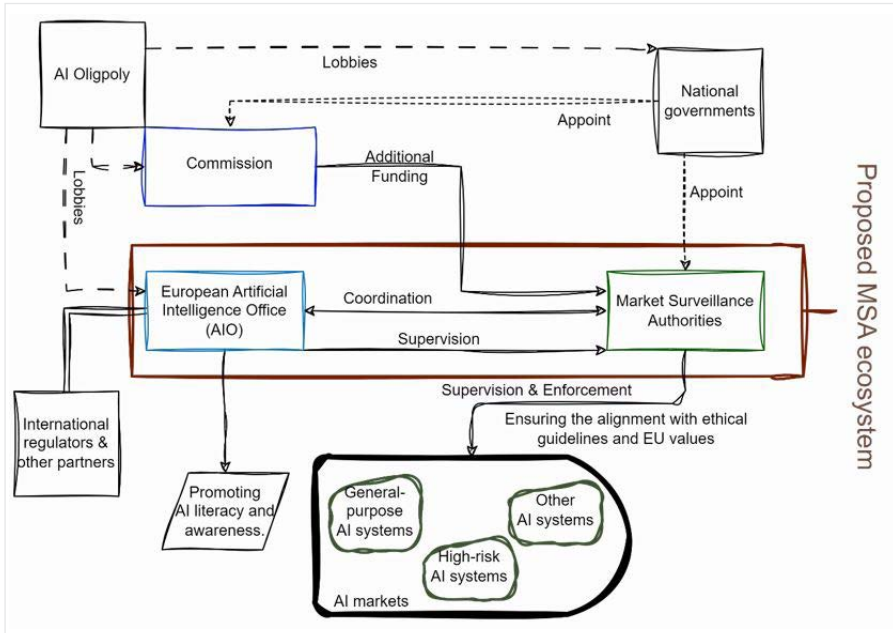 AI Oligpoly
Lobbies
National
governments
Appoint
Commission
Additional
Funding
Lobbies
Appoint
Proposed MSA ecosystem
European Artificial
Intelligence Office
(AIO)
Coordination
Market Surveillance
Authorities
Supervision
Supervision & Enforcement
Ensuring the alignment with ethical
guidelines and EU values
International
regulators &
other partners
Promoting
AI literacy and
awareness.
General-
purpose
AI systems
Other
AI systems
High-risk
AI systems
AI markets